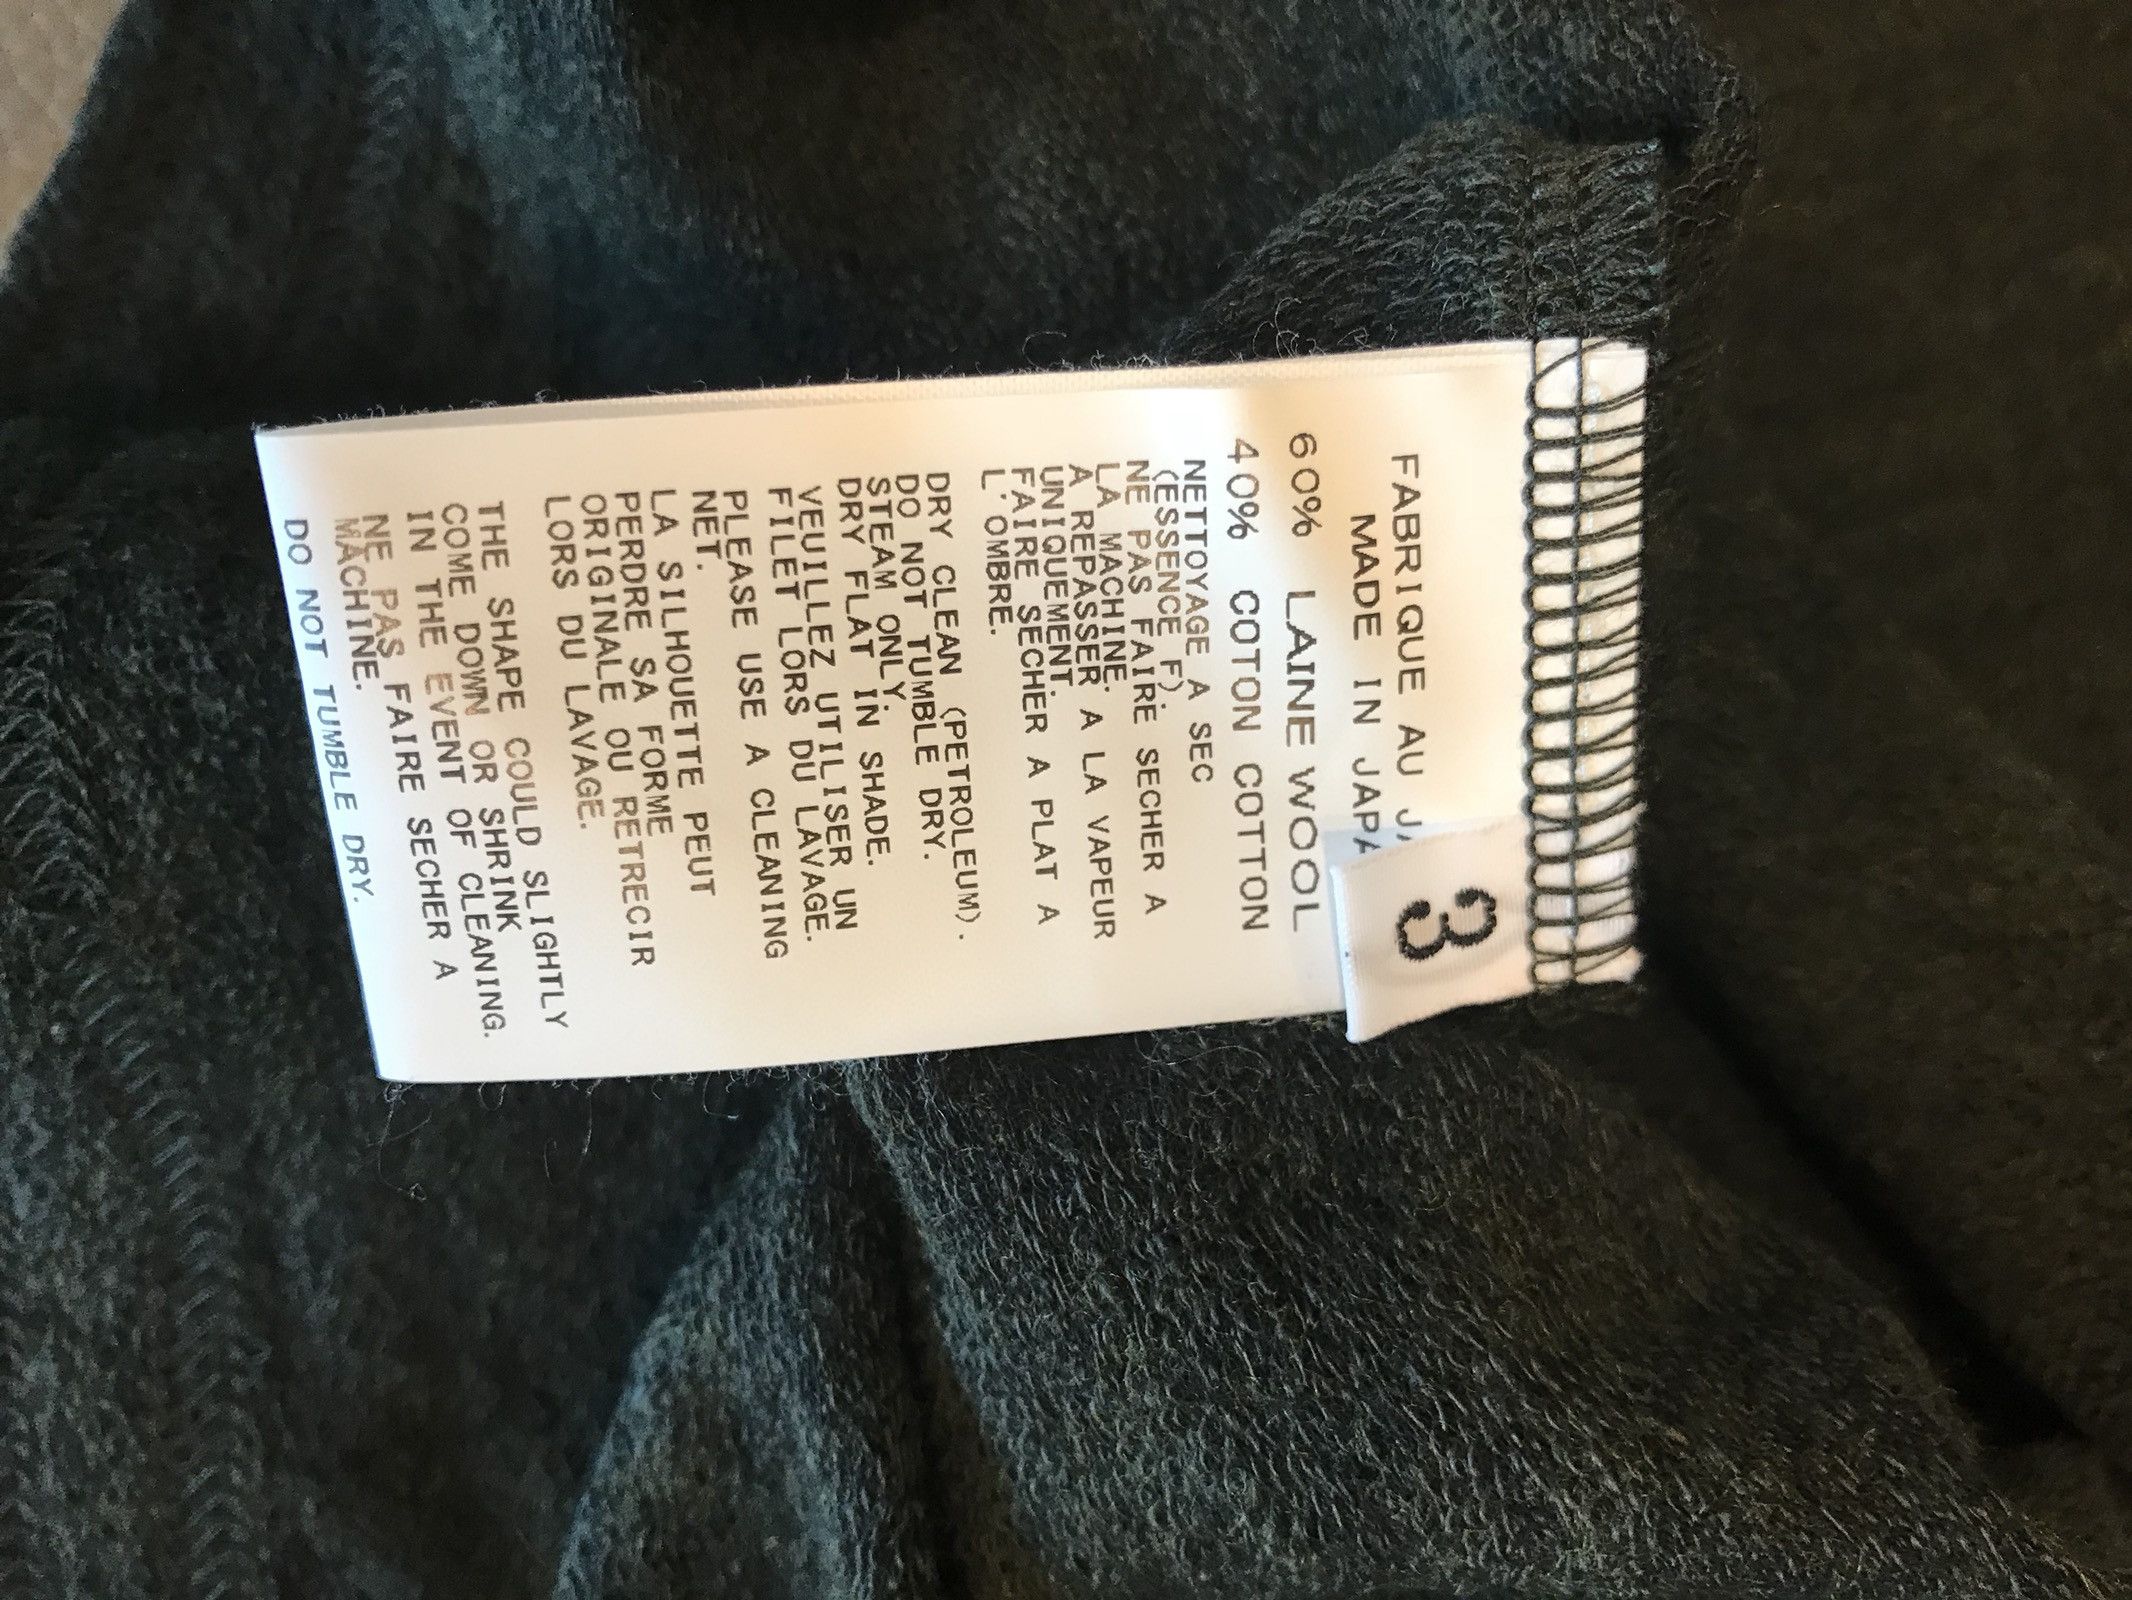 FABRIQUE AU J
MADE IN JAPA
3
60% LAINE WOOL
40% COTON COTTON
NETTOYAGE A SEC
(ESSENCE F).
NE PAS FAIRE SECHER A
LA MACHINE.
A REPASSER A LA VAPEUR
UNIQUEMENT.
FAIRE SECHER A PLAT A
L'OMBRE.
DRY CLEAN (PETROLEUM).
DO NOT TUMBLE DRY.
STEAM ONLY.
DRY FLAT IN SHADE.
VEUILLEZ UTILISER UN
FILET LORS DU LAVAGE.
PLEASE USE A CLEANING
NET.
LA SILHOUETTE PEUT
PERDRE SA FORME
ORIGINALE OU RETRECIR
LORS DU LAVAGE.
THE SHAPE COULD SLIGHTLY
COME DOWN OR SHRINK
IN THE EVENT OF CLEANING.
NE PAS FAIRE SECHER A
MACHINE.
DO NOT TUMBLE DRY.